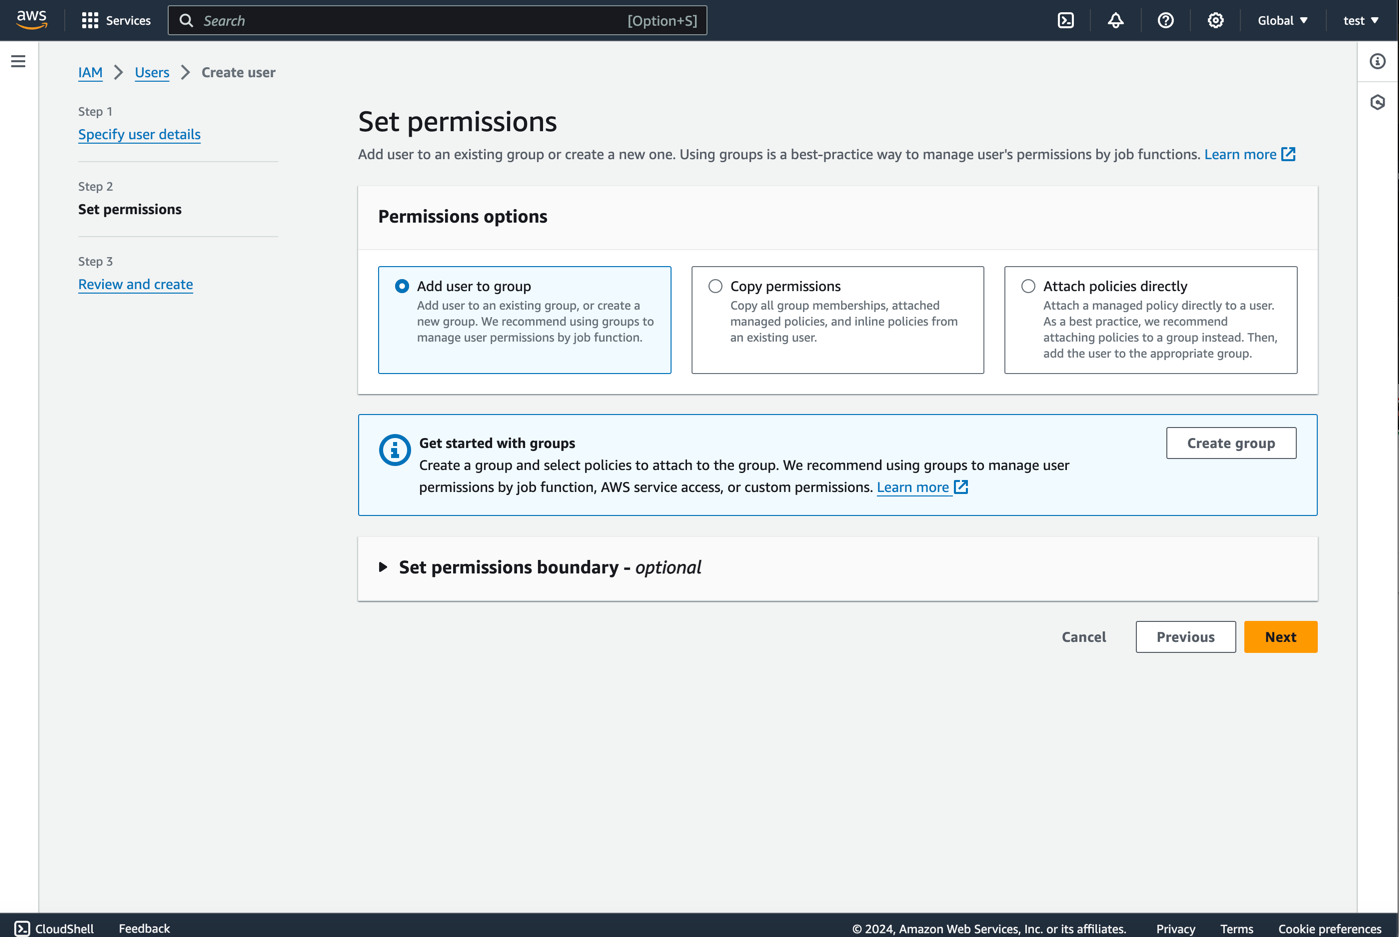 aws
Services
Search
[Option+S]
Global
test
IAM
Users
Create user
Step 1
Specify user details
Step 2
Set permissions
Step 3
Review and create
Set permissions
Add user to an existing group or create a new one. Using groups is a best-practice way to manage user's permissions by job functions. Learn more
Permissions options
Add user to group
Add user to an existing group, or create a
new group. We recommend using groups to
manage user permissions by job function.
Copy permissions
Copy all group memberships, attached
managed policies, and inline policies from
an existing user.
Attach policies directly
Attach a managed policy directly to a user.
As a best practice, we recommend
attaching policies to a group instead. Then,
add the user to the appropriate group.
Get started with groups
Create a group and select policies to attach to the group. We recommend using groups to manage user
permissions by job function, AWS service access, or custom permissions. Learn more
Create group
Set permissions boundary - optional
Cancel
Previous
Next
CloudShell
Feedback
© 2024, Amazon Web Services, Inc. or its affiliates.
Privacy
Terms
Cookie preferences